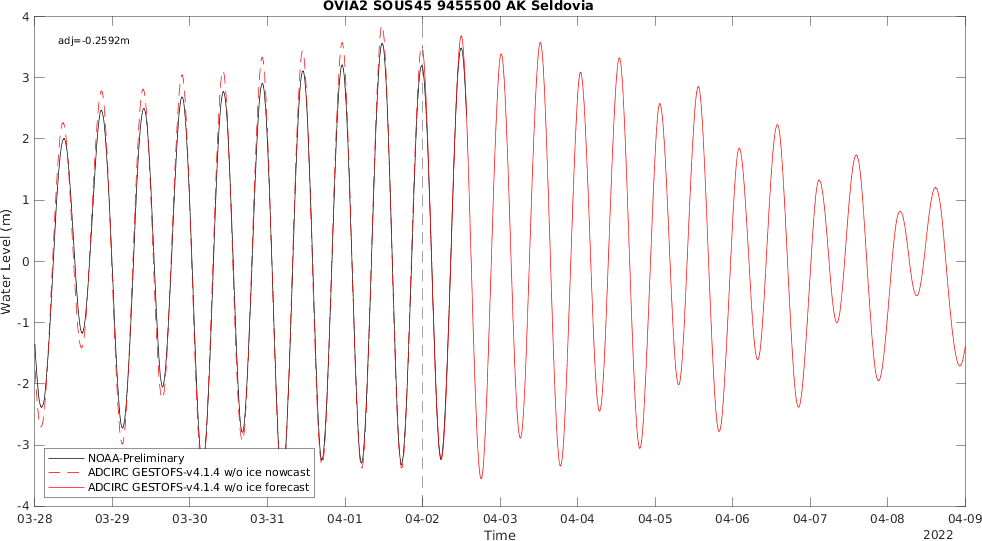 OVIA2 SOUS45 9455500 AK Seldovia
adj=-0.2592m
4
3
2
1
0
-1
-2
-3
-4
Water Level (m)
NOAA-Preliminary
ADCIRC GESTOFS-v4.1.4 w/o ice nowcast
ADCIRC GESTOFS-v4.1.4 w/o ice forecast
03-28 03-29 03-30 03-31 04-01 04-02 04-03 04-04 04-05 04-06 04-07 04-08 04-09
Time
2022